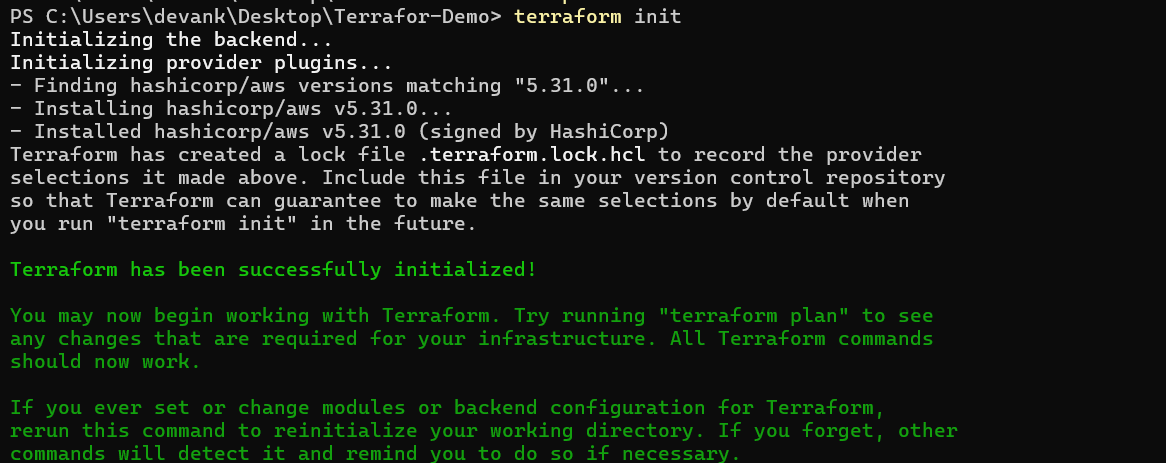 PS C:\Users\devank\Desktop\Terrafor-Demo> terraform init
Initializing the backend...
Initializing provider plugins...
- Finding hashicorp/aws versions matching "5.31.0"...
- Installing hashicorp/aws v5.31.0...
- Installed hashicorp/aws v5.31.0 (signed by HashiCorp)
Terraform has created a lock file .terraform.lock.hcl to record the provider
selections it made above. Include this file in your version control repository
so that Terraform can guarantee to make the same selections by default when
you run "terraform init" in the future.
Terraform has been successfully initialized!
You may now begin working with Terraform. Try running "terraform plan" to see
any changes that are required for your infrastructure. All Terraform commands
should now work.
If you ever set or change modules or backend configuration for Terraform,
rerun this command to reinitialize your working directory. If you forget, other
commands will detect it and remind you to do so if necessary.